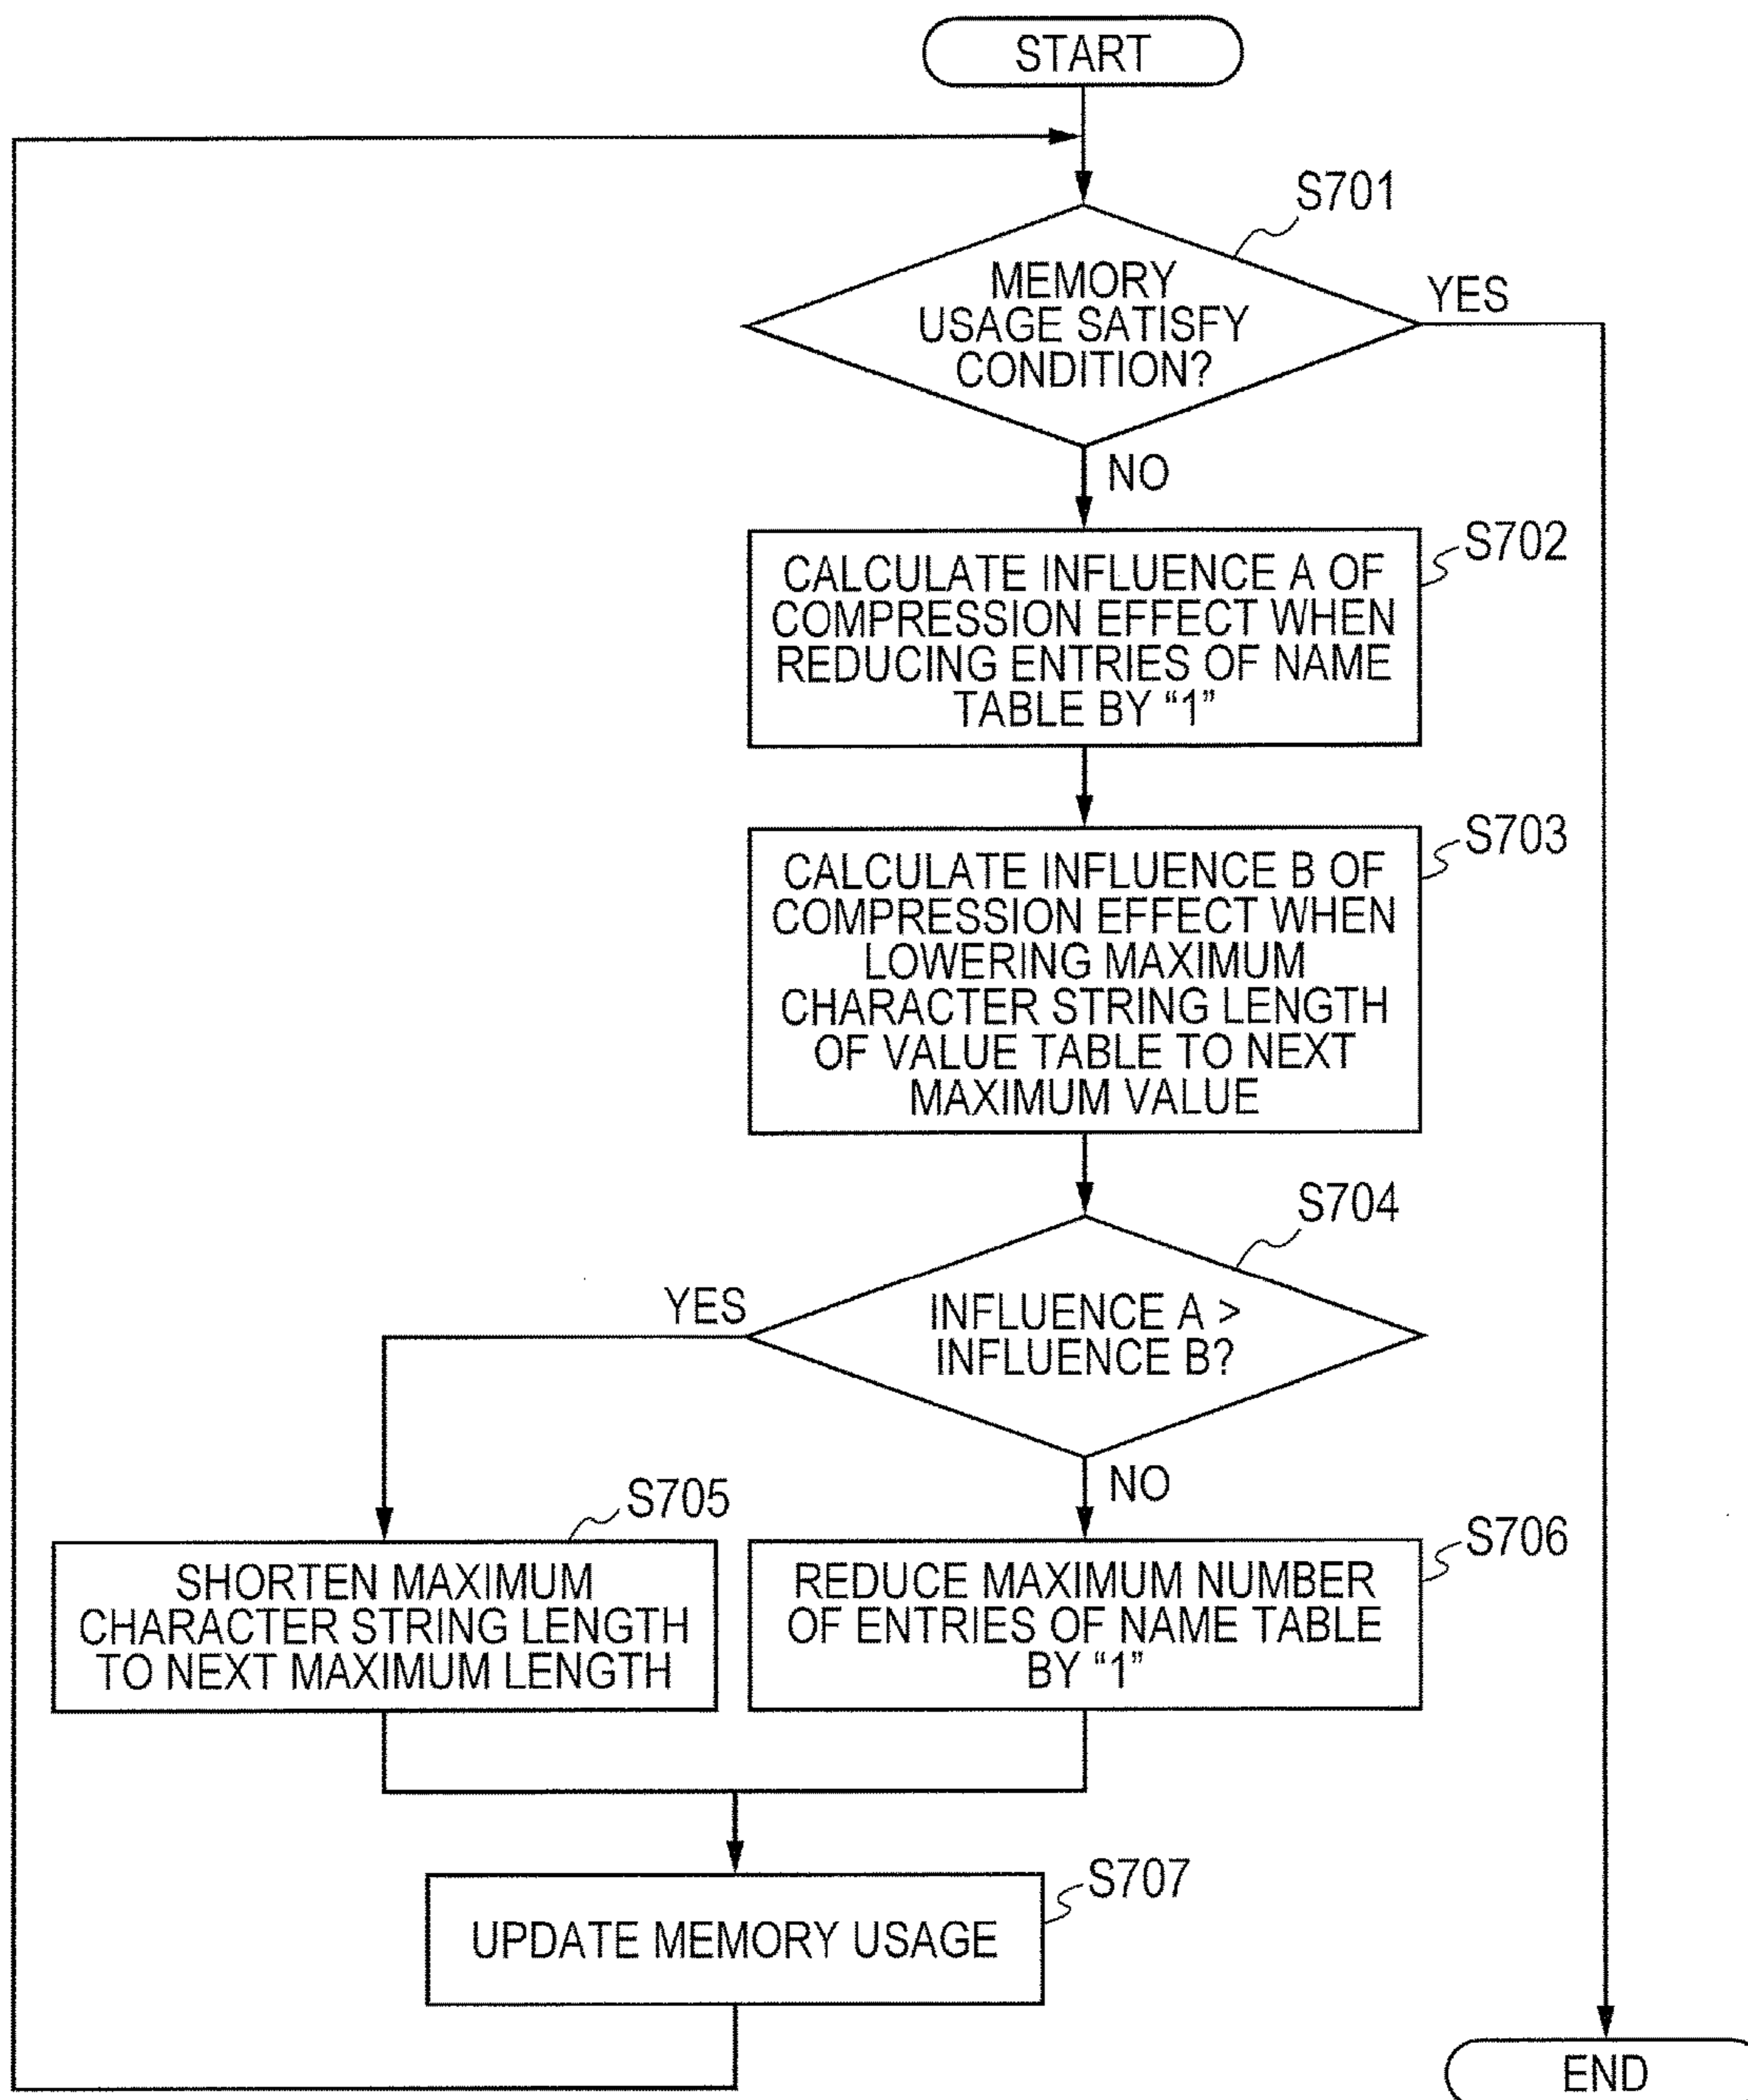 START
S701
MEMORY
USAGE SATISFY
CONDITION?
YES
NO
S702
CALCULATE INFLUENCE A OF
COMPRESSION EFFECT WHEN
REDUCING ENTRIES OF NAME
TABLE BY “1”
S703
CALCULATE INFLUENCE B OF
COMPRESSION EFFECT WHEN
LOWERING MAXIMUM
CHARACTER STRING LENGTH
OF VALUE TABLE TO NEXT
MAXIMUM VALUE
S704
INFLUENCE A >
INFLUENCE B?
YES
NO
S705
SHORTEN MAXIMUM
CHARACTER STRING LENGTH
TO NEXT MAXIMUM LENGTH
S706
REDUCE MAXIMUM NUMBER
OF ENTRIES OF NAME TABLE
BY “1”
S707
UPDATE MEMORY USAGE
END